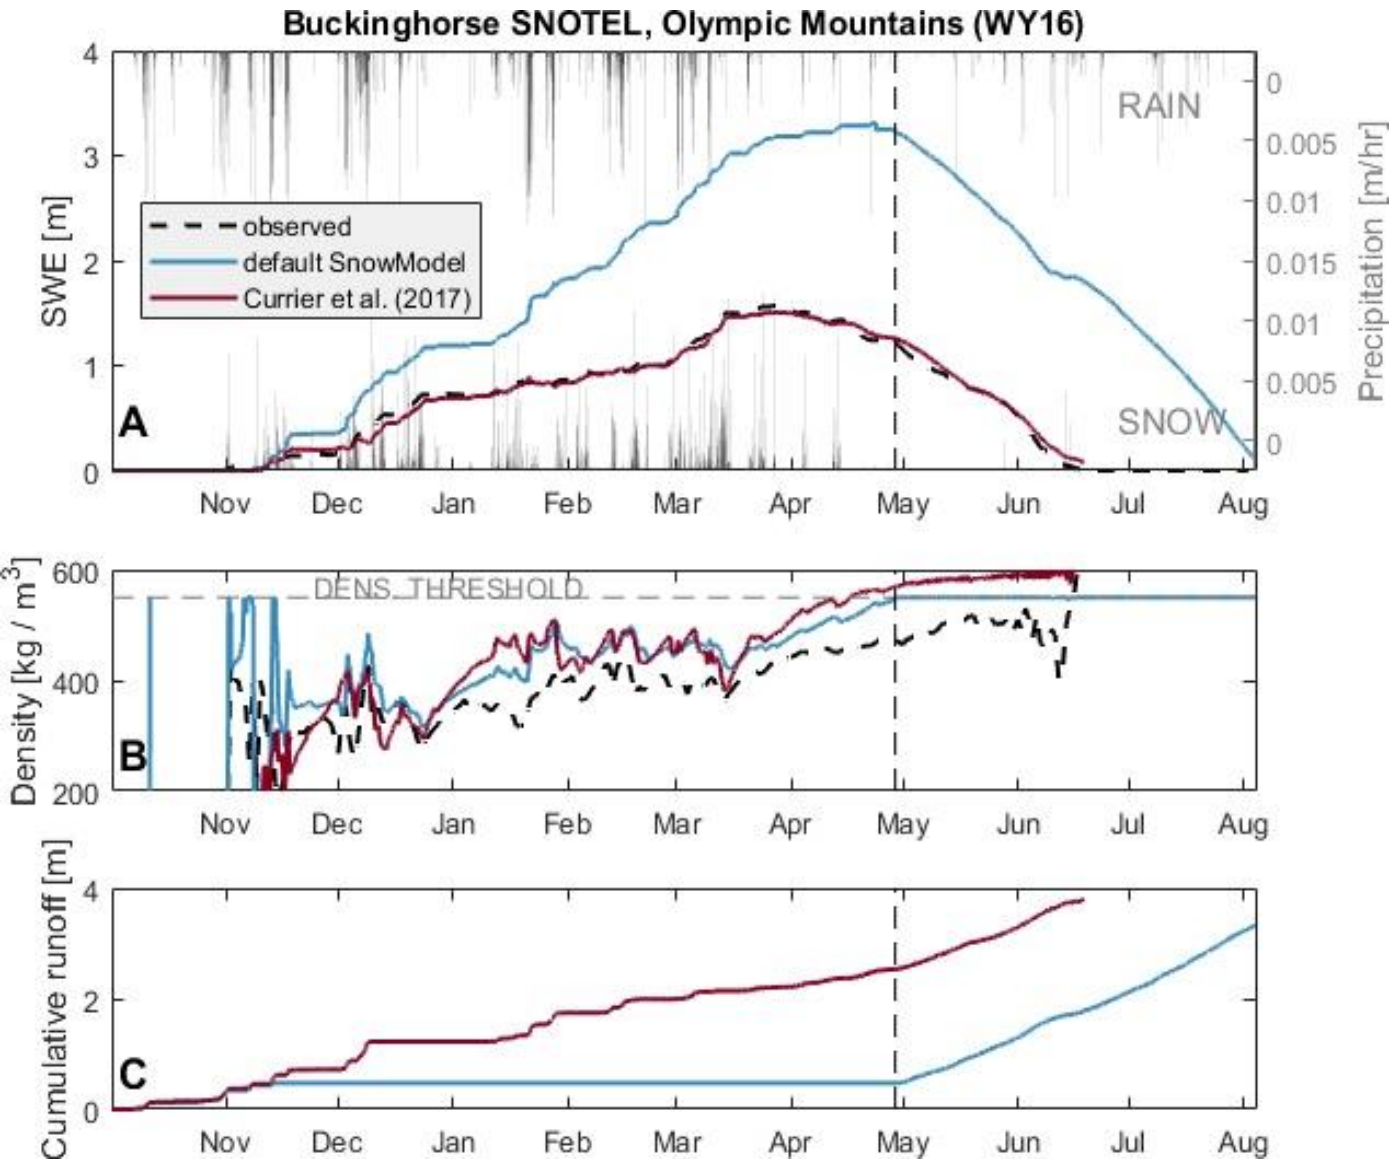 Buckinghorse SNOTEL, Olympic Mountains (WY16)
4
3
2
1
0
SWE [m]
observed
default SnowModel
Currier et al. (2017)
RAIN
SNOW
A
0
0.005
0.01
0.015
0.01
0.005
0
Precipitation [m/hr]
Nov Dec Jan Feb Mar Apr May Jun Jul Aug
600
400
200
Density [kg / m³]
DENS. THRESHOLD
B
Nov Dec Jan Feb Mar Apr May Jun Jul Aug
4
2
0
Cumulative runoff [m]
C
Nov Dec Jan Feb Mar Apr May Jun Jul Aug